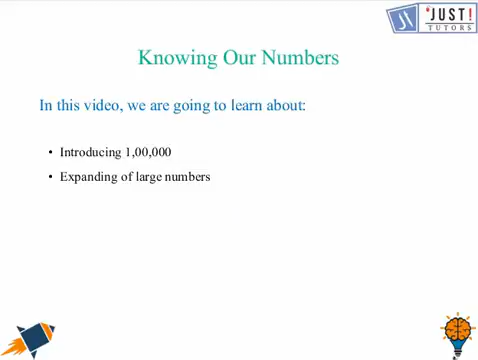 'JUST!
TUTORS
Knowing Our Numbers
In this video, we are going to learn about:
• Introducing 1,00,000
• Expanding of large numbers